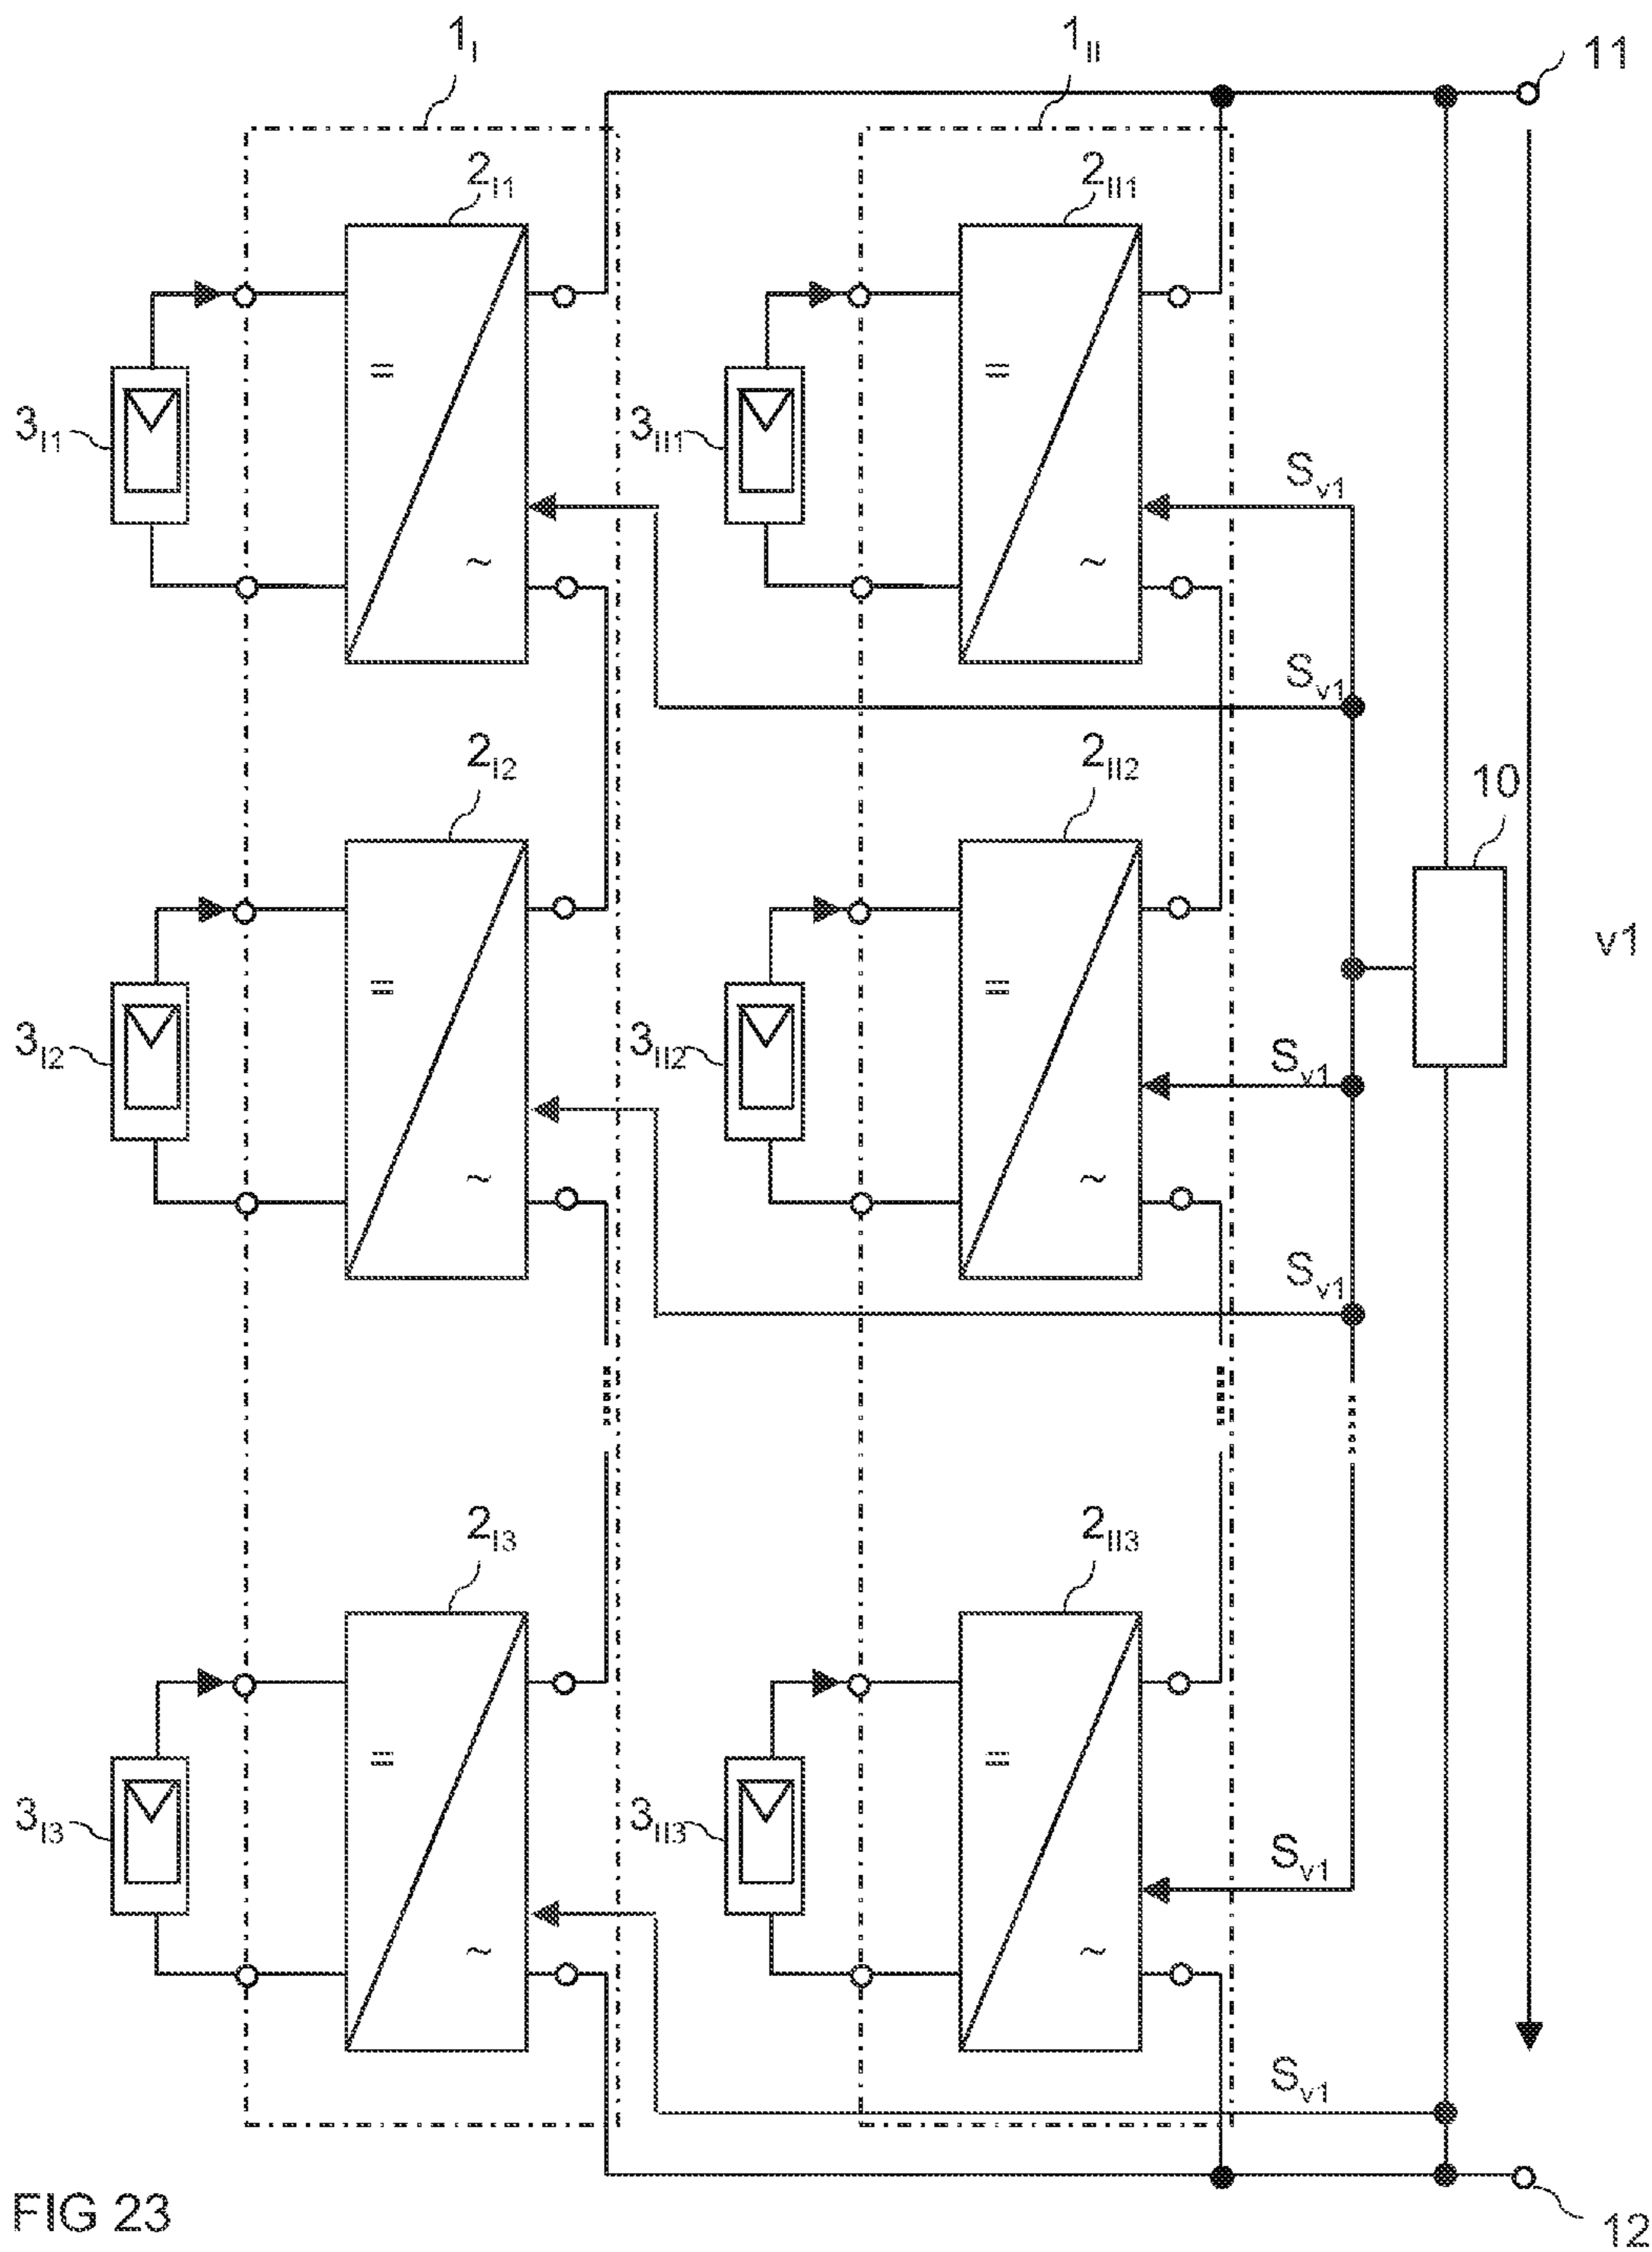 1I
1II
11
2I1
2II1
=
=
3I1
3II1
Sv1
~
~
Sv1
2I2
2II2
10
v1
=
=
3I2
3II2
Sv1
~
~
Sv1
2I3
2II3
=
=
3I3
3II3
Sv1
~
~
Sv1
FIG 23
12